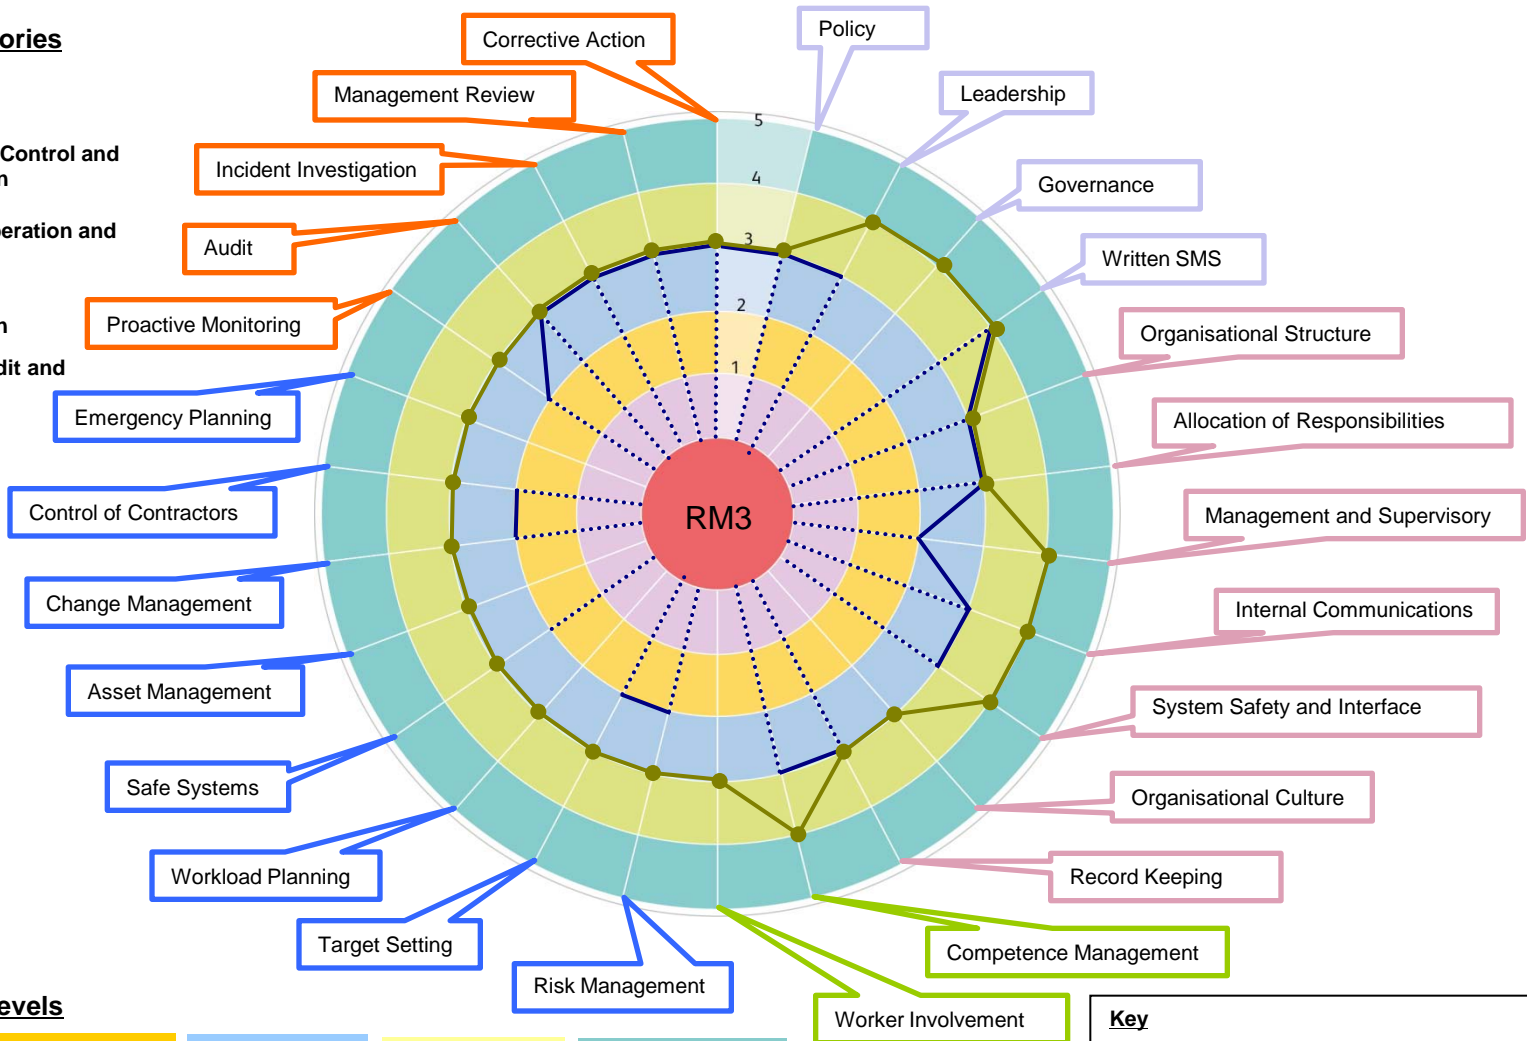 ories
Control and
n
eration and
n
dit and
Corrective Action
Policy
Management Review
Leadership
Incident Investigation
Governance
Audit
Written SMS
Proactive Monitoring
Organisational Structure
Emergency Planning
Allocation of Responsibilities
Control of Contractors
Management and Supervisory
Change Management
Internal Communications
Asset Management
System Safety and Interface
Safe Systems
Organisational Culture
Workload Planning
Record Keeping
Target Setting
Competence Management
Risk Management
Worker Involvement
5
4
3
2
1
RM3
evels
Key